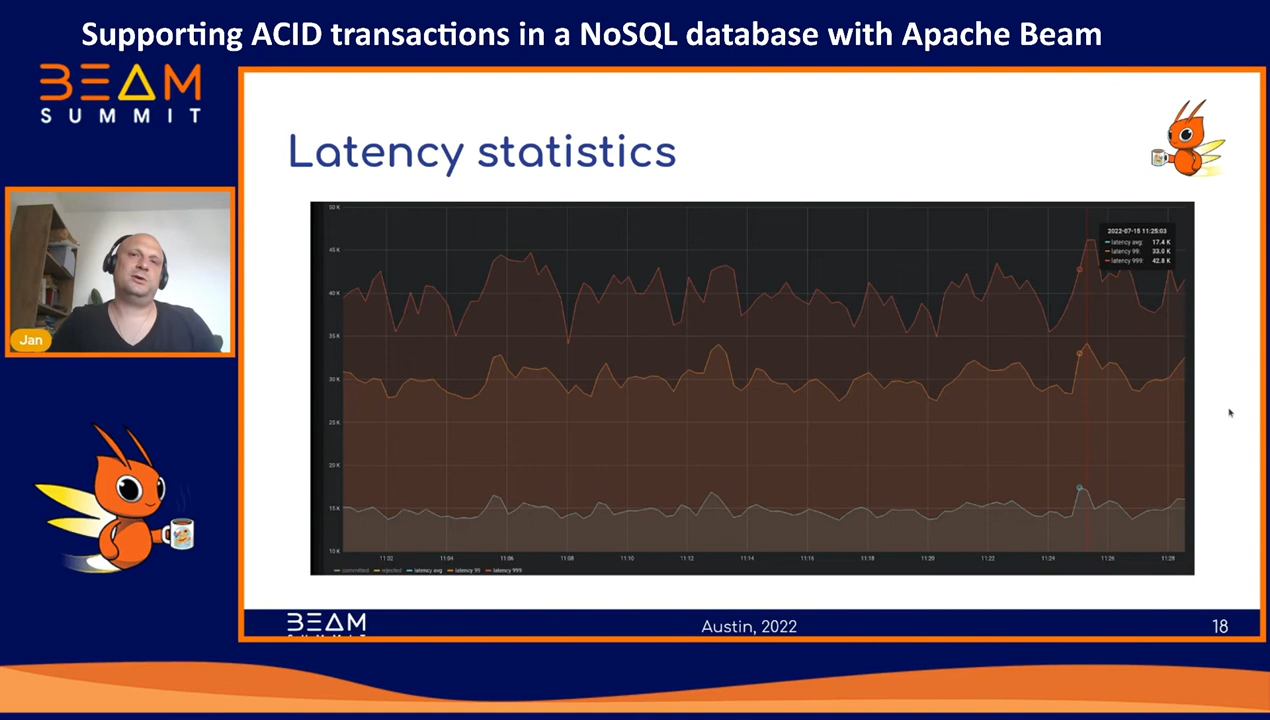 Supporting ACID transactions in a NoSQL database with Apache Beam
BEAM
SUMMIT
Jan
Latency statistics
50 K
45 K
40 K
35 K
30 K
25 K
20 K
15 K
10 K
2022-07-15 11:25:03
latency avg: 17.4 K
latency 99: 33.0 K
latency 999: 42.8 K
11:02 11:04 11:06 11:08 11:10 11:12 11:14 11:16 11:18 11:20 11:22 11:24 11:26 11:28
committed rejected latency avg latency 99 latency 999
BEAM
SUMMIT
Austin, 2022
18